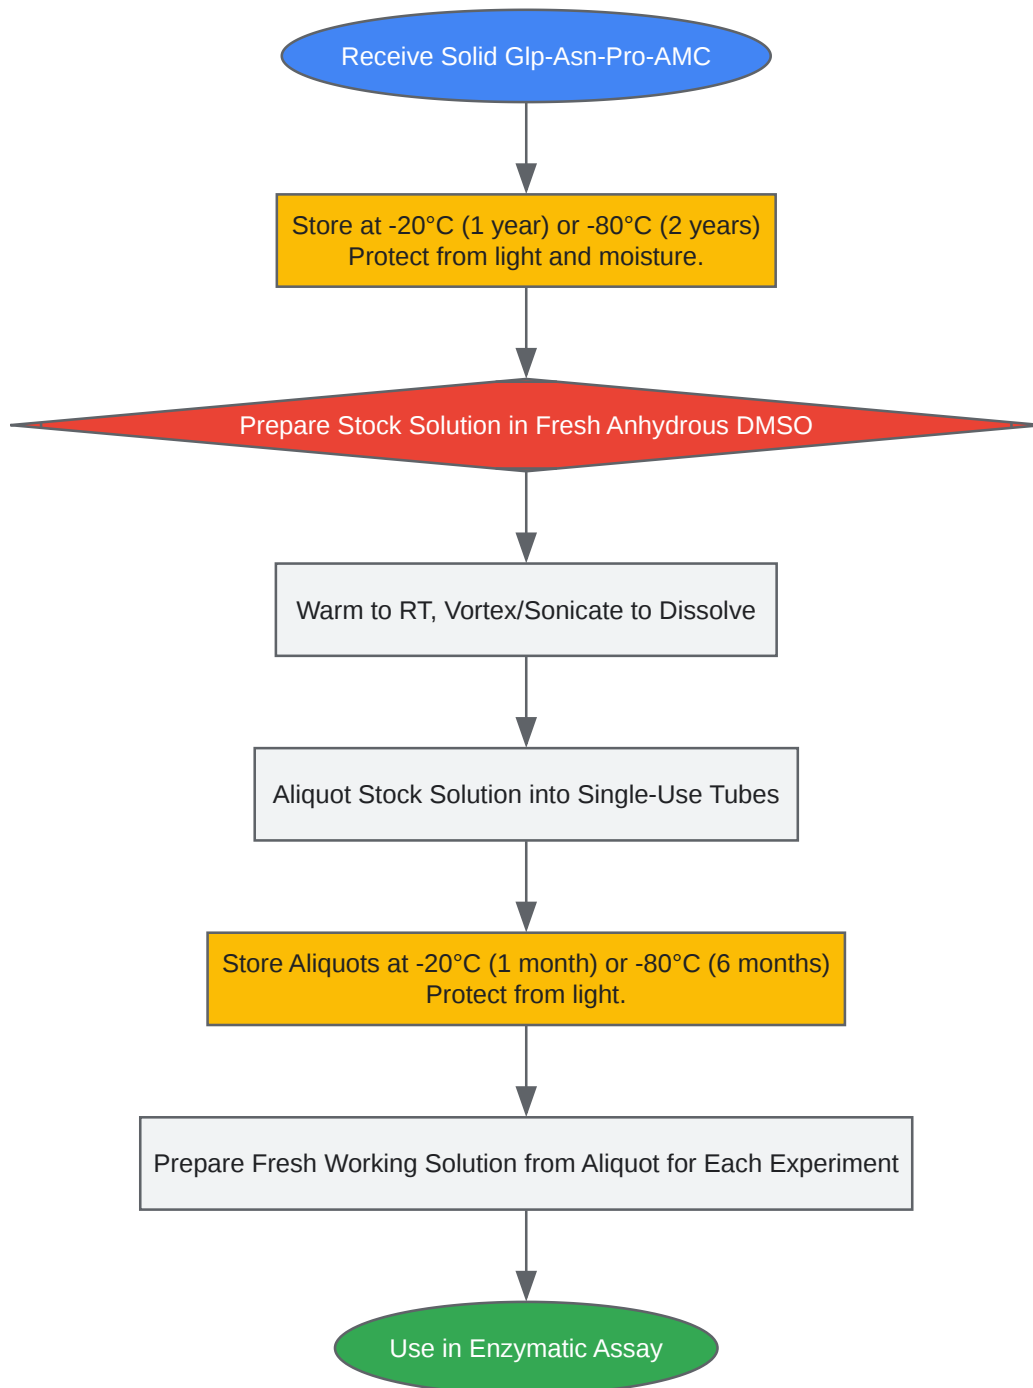 Receive Solid Glp-Asn-Pro-AMC
Store at -20°C (1 year) or -80°C (2 years)
Protect from light and moisture.
Prepare Stock Solution in Fresh Anhydrous DMSO
Warm to RT, Vortex/Sonicate to Dissolve
Aliquot Stock Solution into Single-Use Tubes
Store Aliquots at -20°C (1 month) or -80°C (6 months)
Protect from light.
Prepare Fresh Working Solution from Aliquot for Each Experiment
Use in Enzymatic Assay